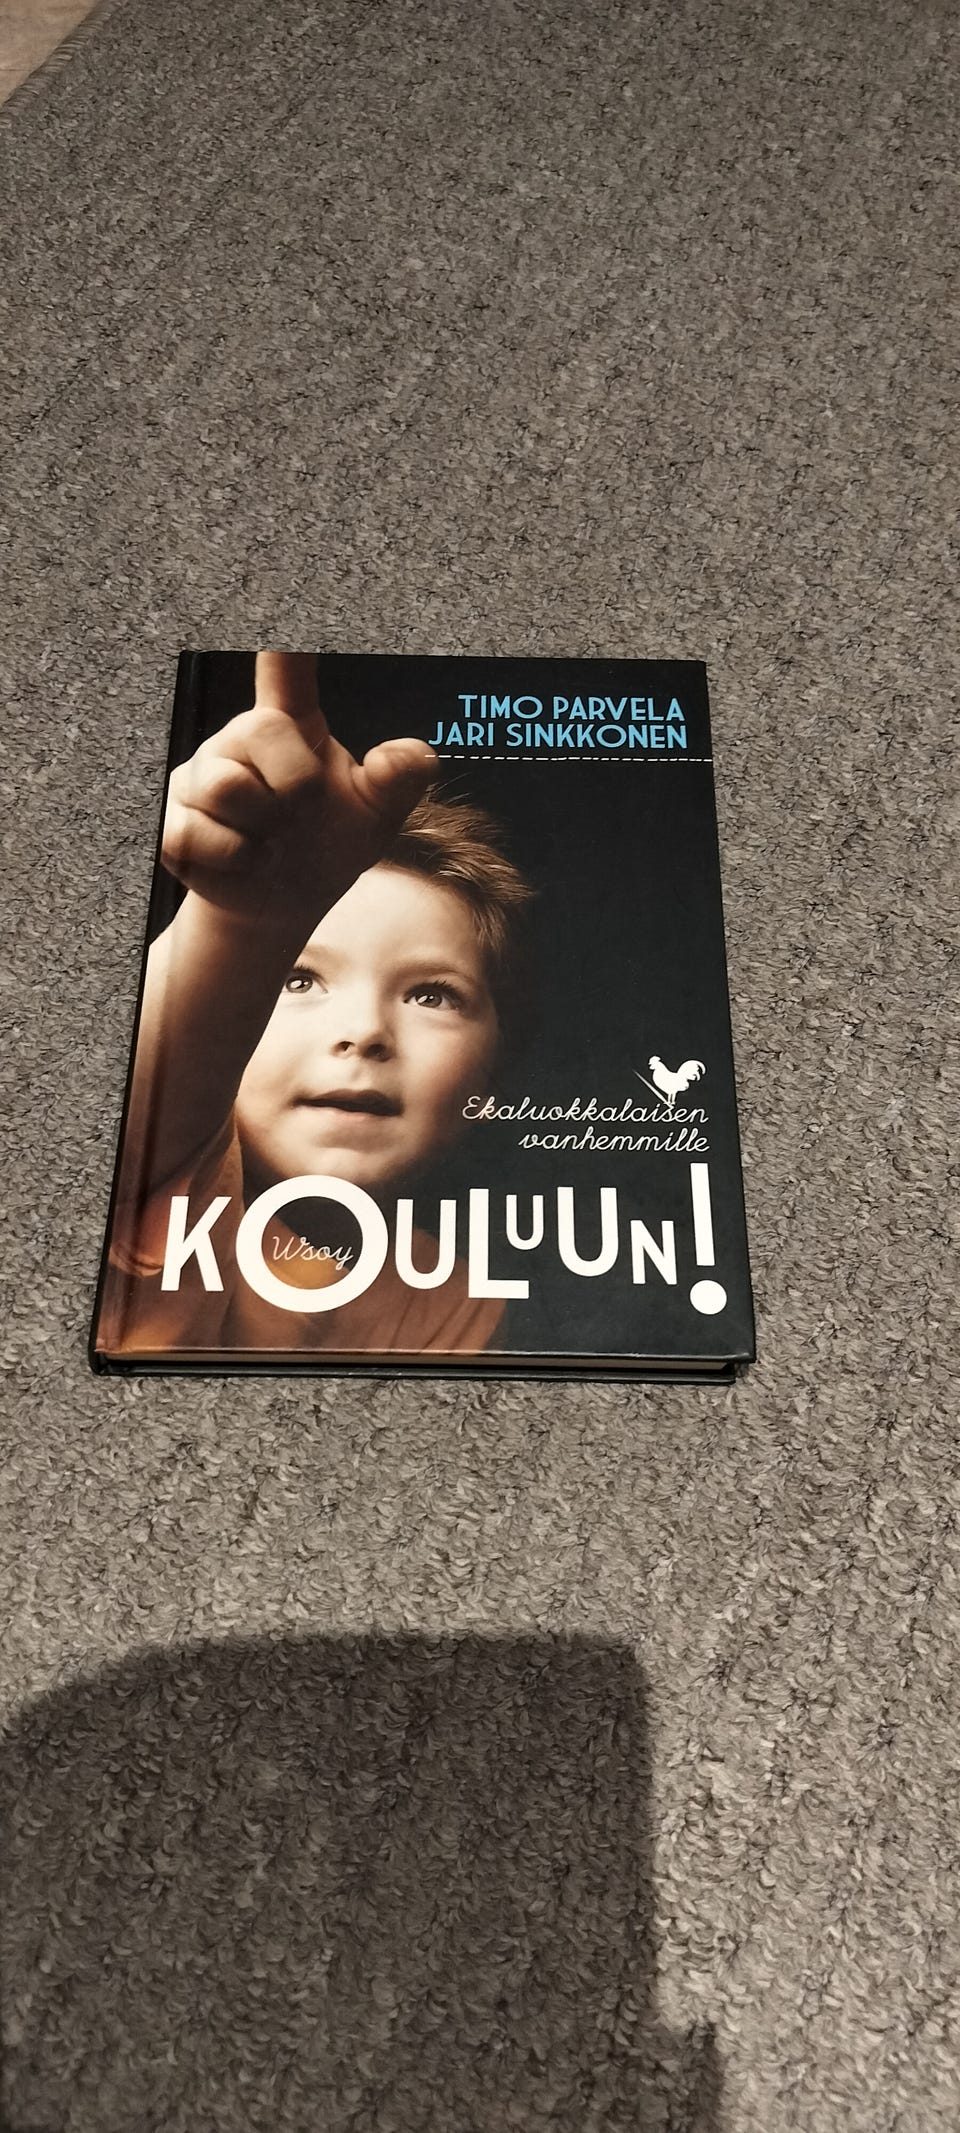 TIMO PARVELA
JARI SINKKONEN
Ekaluokkalaisen
vanhemmille
KOULUUN!
Wsoy